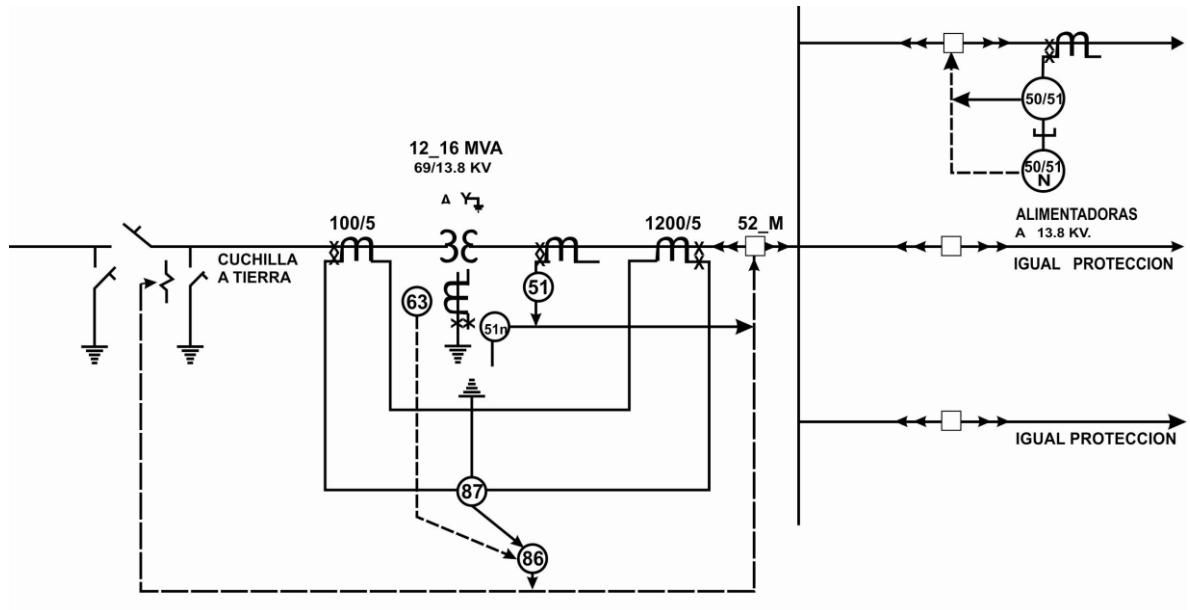 12_16 MVA
69/13.8 KV
Δ Y
100/5
1200/5
52_M
CUCHILLA
A TIERRA
63
51
51n
87
86
50/51
50/51
N
ALIMENTADORAS
A 13.8 KV.
IGUAL PROTECCION
IGUAL PROTECCION